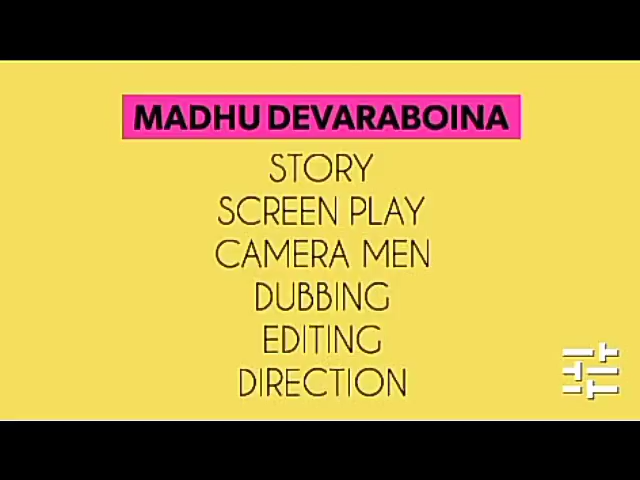 MADHU DEVARABOINA
STORY
SCREEN PLAY
CAMERA MEN
DUBBING
EDITING
DIRECTION